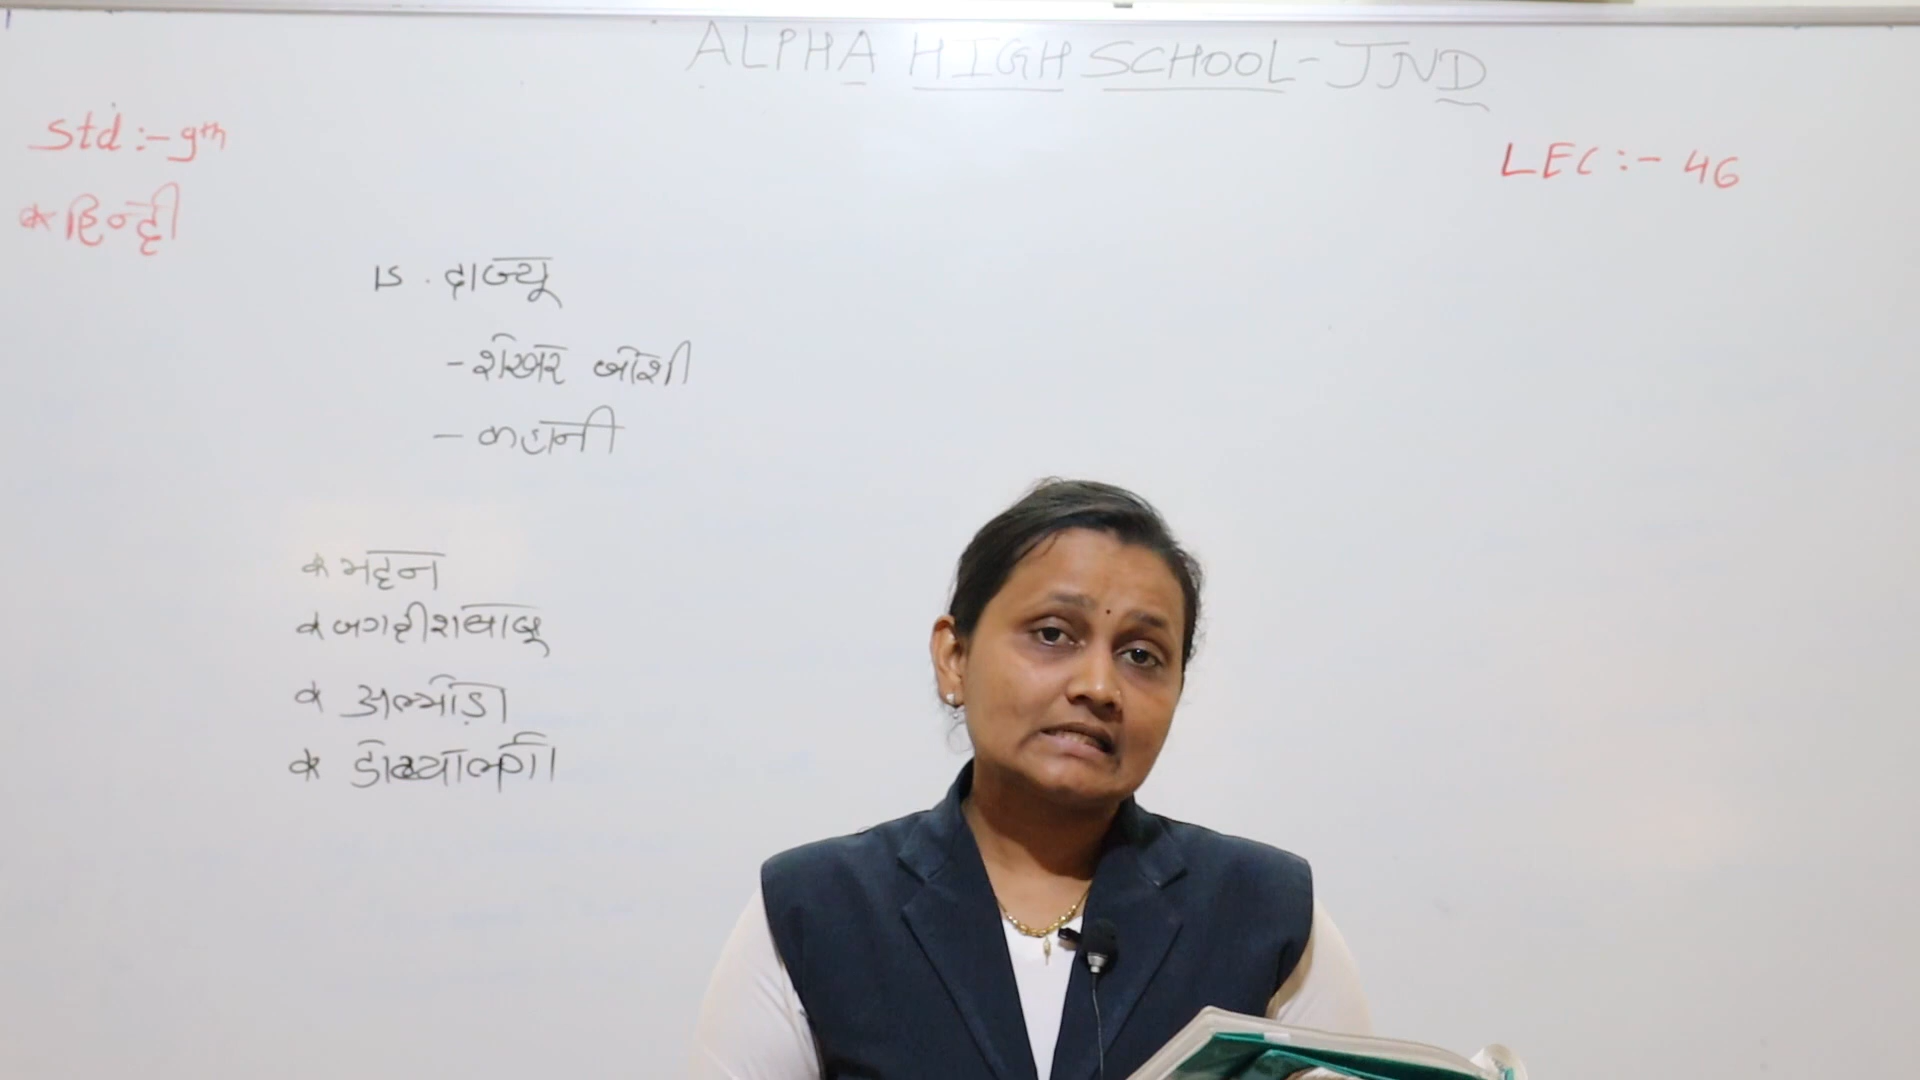 ALPHA HIGH SCHOOL - JND
Std :- 9th
LEC :- 46
* हिन्दी
15. दाज्यू
- शेखर जोशी
- कहानी
* मदन
* जगदीशबाबू
* अल्मोड़ा